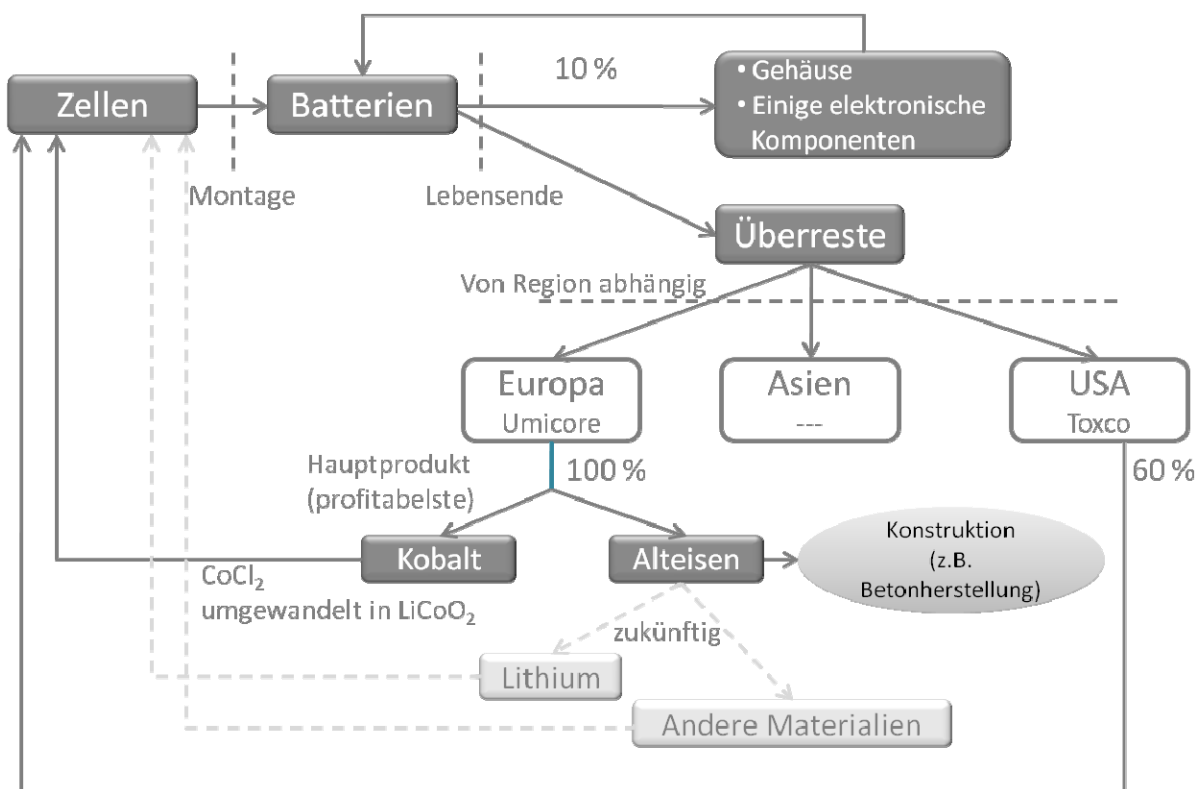 Zellen
Batterien
10 %
• Gehäuse
• Einige elektronische
Komponenten
Montage
Lebensende
Überreste
Von Region abhängig
Europa
Umicore
Asien
---
USA
Toxco
Hauptprodukt
(profitabelste)
100 %
60 %
Kobalt
Alteisen
Konstruktion
(z.B.
Betonherstellung)
CoCl₂
umgewandelt in LiCoO₂
zukünftig
Lithium
Andere Materialien